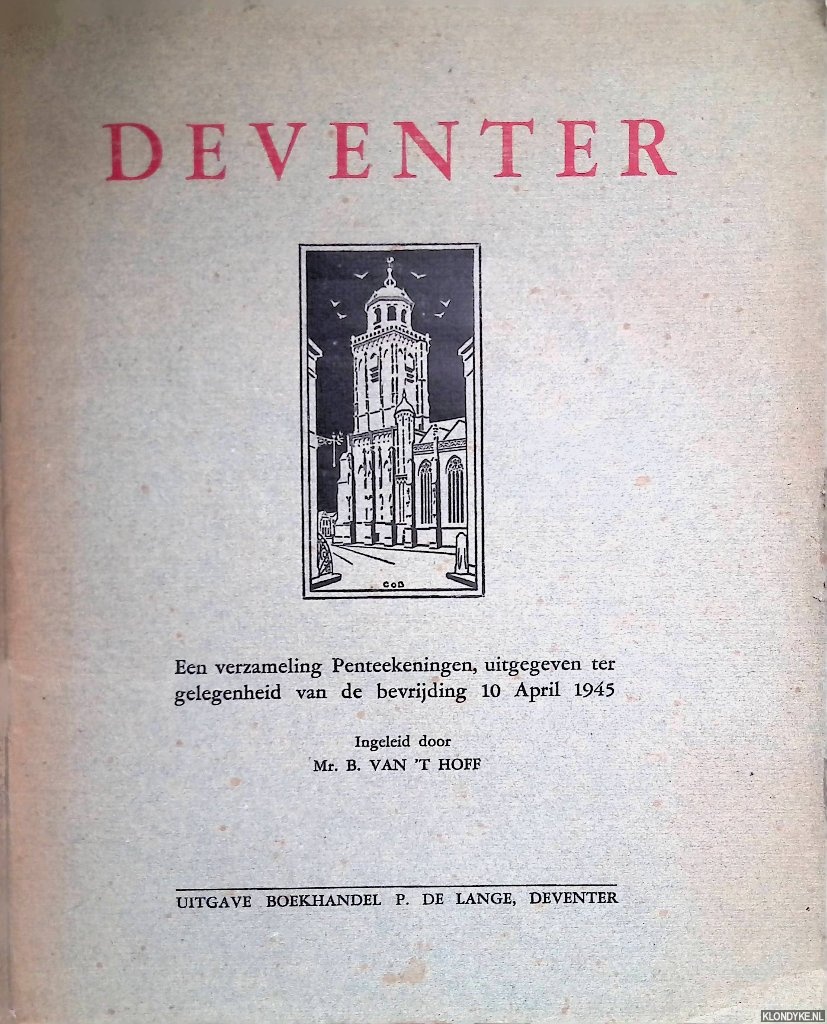 DEVENTER
COB
Een verzameling Penteekeningen, uitgegeven ter
gelegenheid van de bevrijding 10 April 1945
Ingeleid door
Mr. B. VAN 'T HOFF
UITGAVE BOEKHANDEL P. DE LANGE, DEVENTER
KLONDYKE.NL